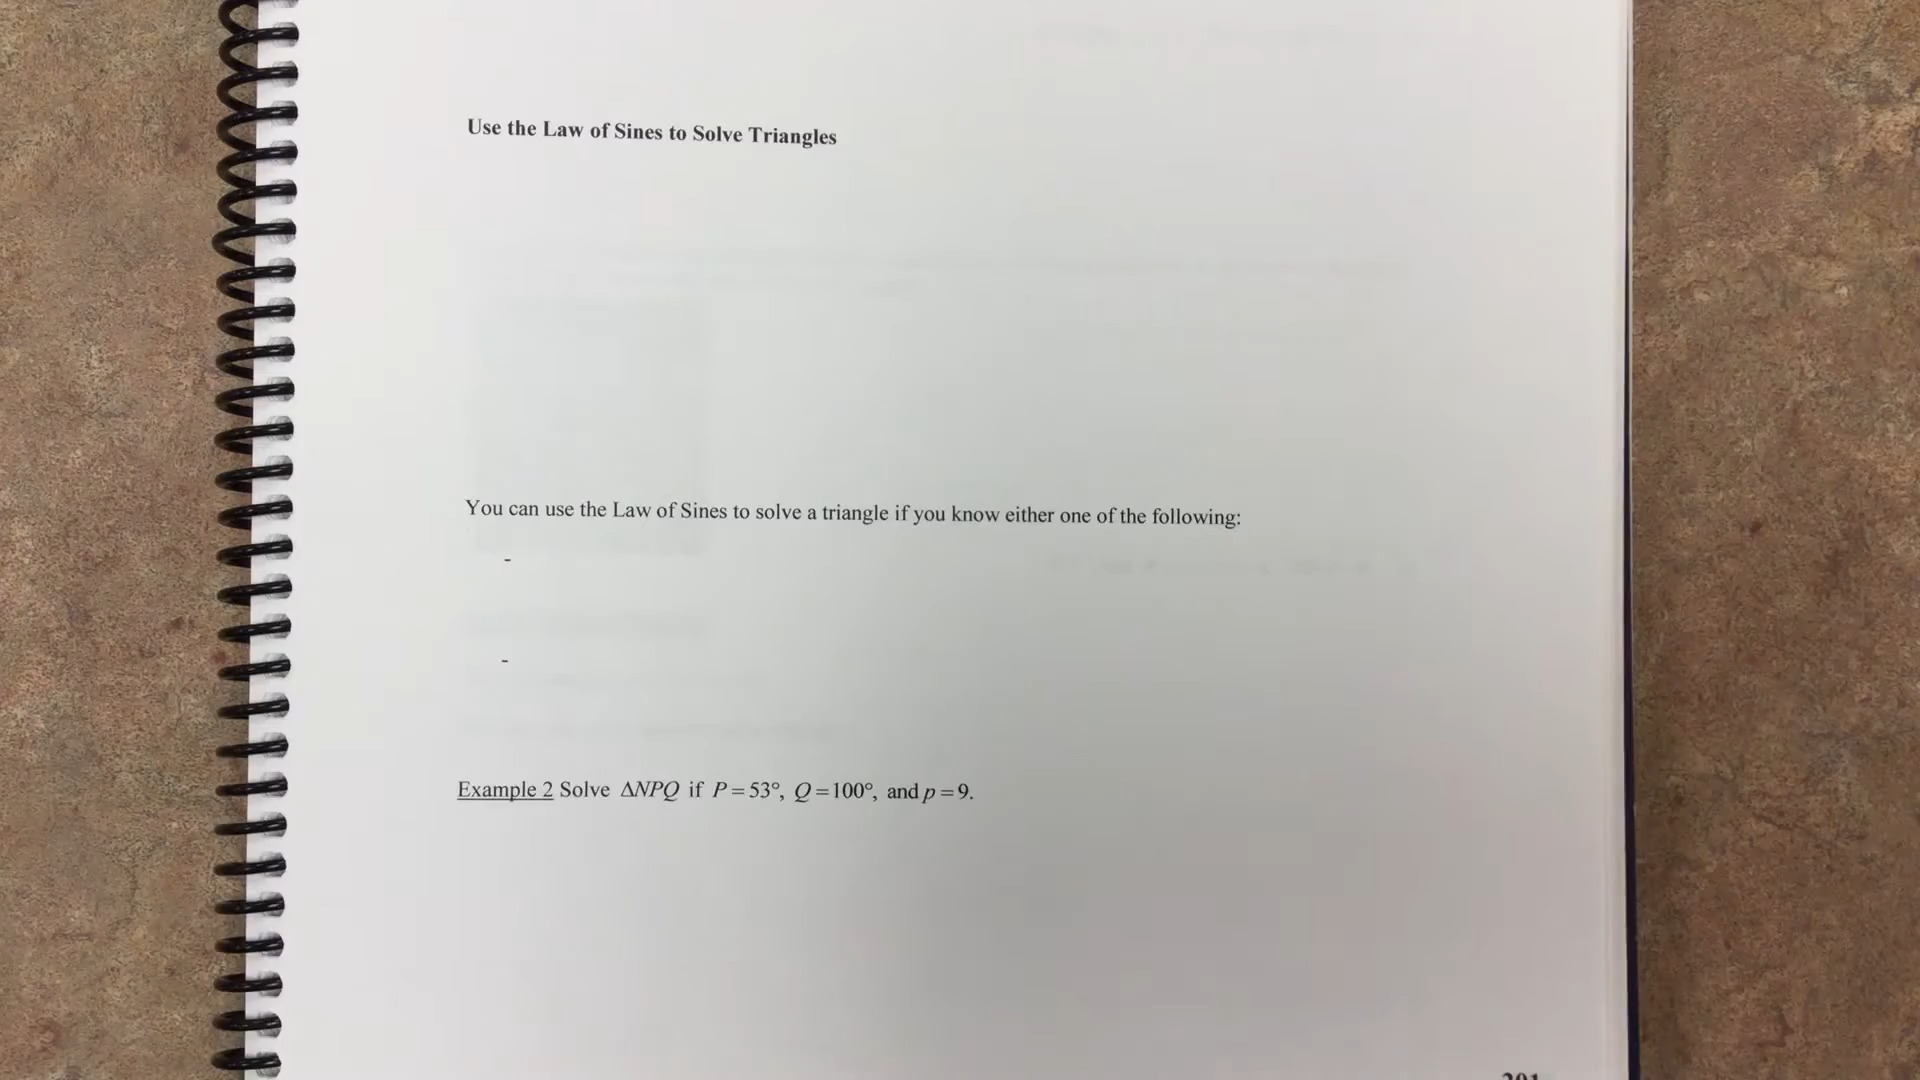 Use the Law of Sines to Solve Triangles
You can use the Law of Sines to solve a triangle if you know either one of the following:
-
-
Example 2 Solve ΔNPQ if P=53°, Q=100°, and p=9.